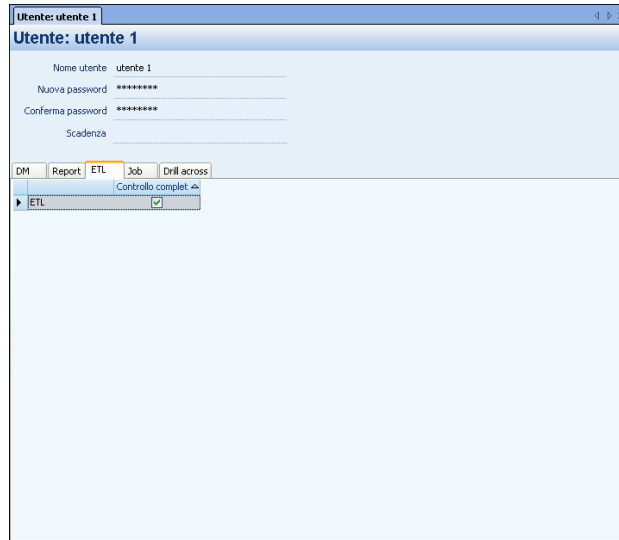 Utente: utente 1
Utente: utente 1
Nome utente utente 1
Nuova password ********
Conferma password ********
Scadenza
DM Report ETL Job Drill across
Controllo complet
ETL